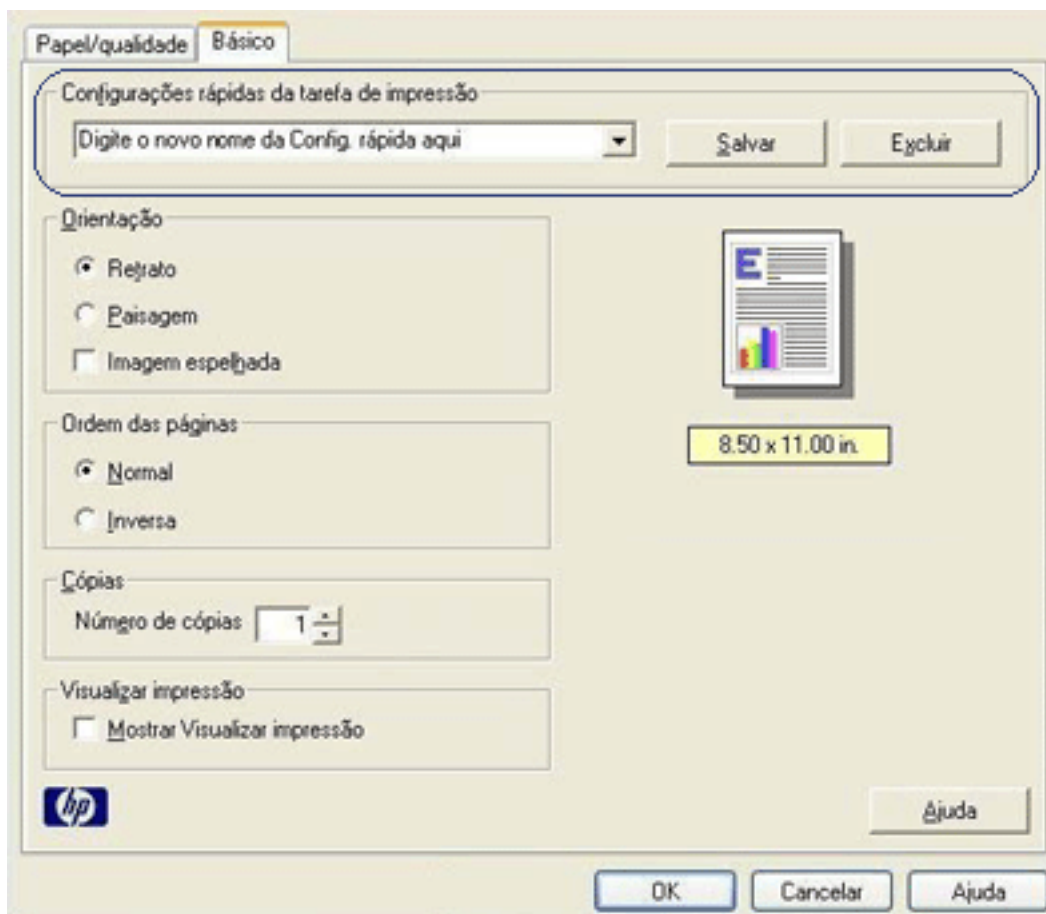 Papel/qualidade Básico
Configurações rápidas da tarefa de impressão
Digite o novo nome da Config. rápida aqui Salvar Excluir
Orientação
Retrato
Paisagem
Imagem espelhada
E
8.50 x 11.00 in.
Ordem das páginas
Normal
Inversa
Cópias
Número de cópias 1
Visualizar impressão
Mostrar Visualizar impressão
hp
Ajuda
OK Cancelar Ajuda